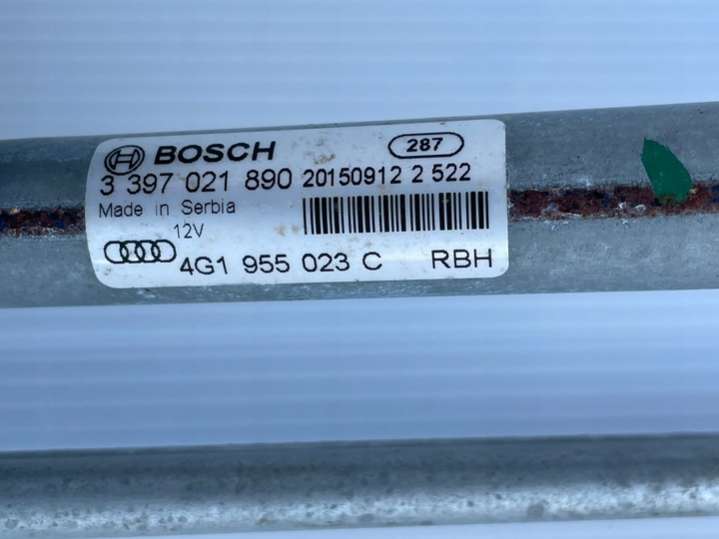 BOSCH 287
3 397 021 890 20150912 2 522
Made in Serbia
12V
4G1 955 023 C RBH